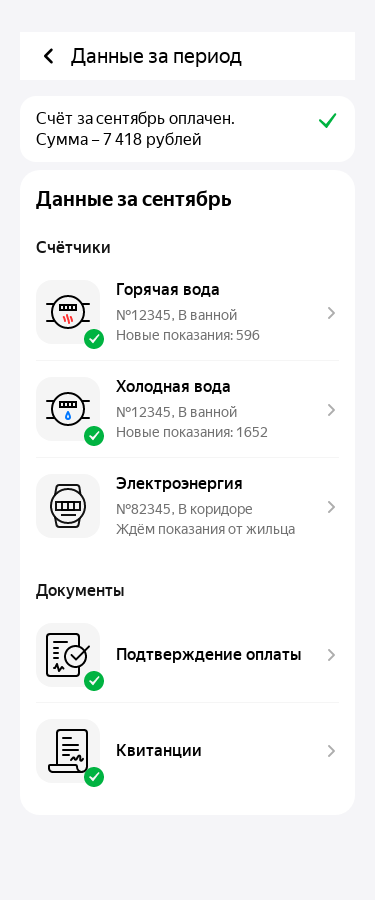 Данные за период
Счёт за сентябрь оплачен.
Сумма – 7 418 рублей
Данные за сентябрь
Счётчики
Горячая вода
№12345, В ванной
Новые показания: 596
Холодная вода
№12345, В ванной
Новые показания: 1652
Электроэнергия
№82345, В коридоре
Ждём показания от жильца
Документы
Подтверждение оплаты
Квитанции